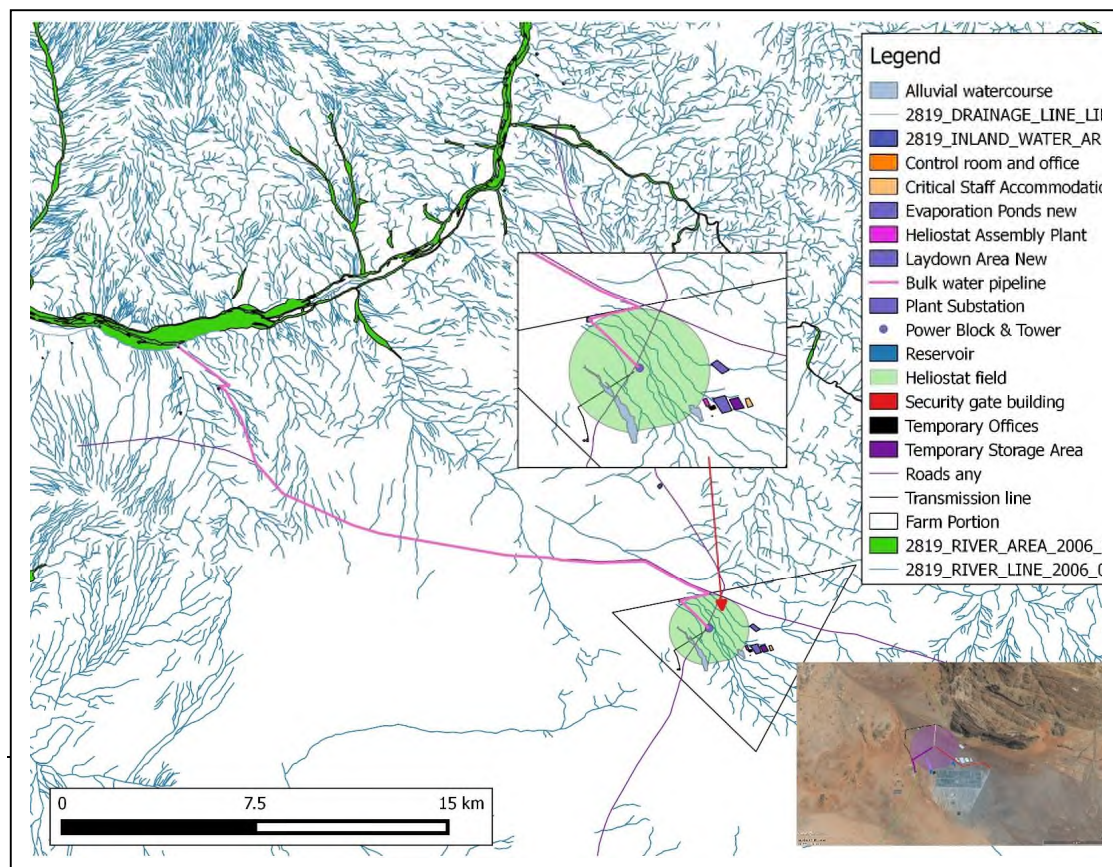 Legend
Alluvial watercourse
2819_DRAINAGE_LINE_LI
2819_INLAND_WATER_AR
Control room and office
Critical Staff Accommodatio
Evaporation Ponds new
Heliostat Assembly Plant
Laydown Area New
Bulk water pipeline
Plant Substation
Power Block & Tower
Reservoir
Heliostat field
Security gate building
Temporary Offices
Temporary Storage Area
Roads any
Transmission line
Farm Portion
2819_RIVER_AREA_2006_
2819_RIVER_LINE_2006_0
0 7.5 15 km